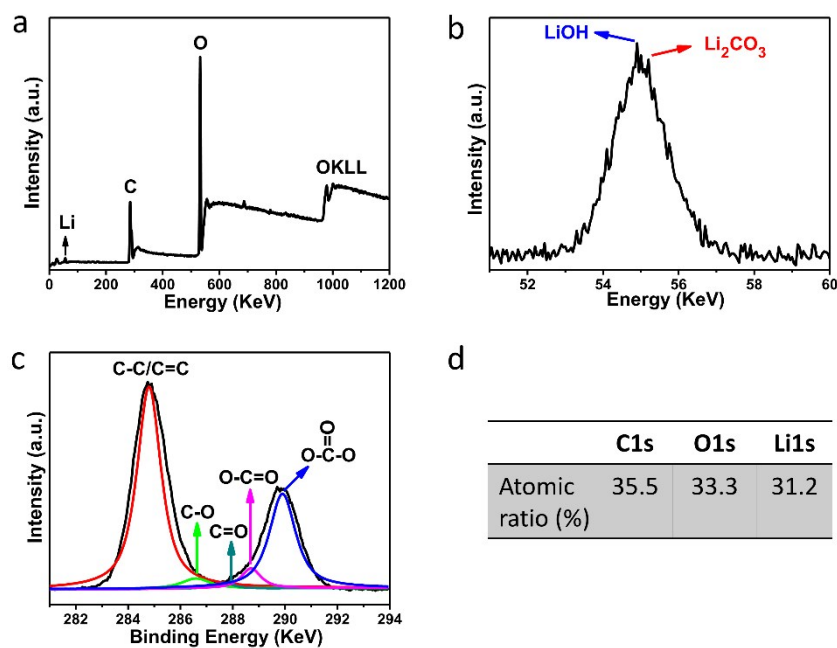 a
Intensity (a.u.)
Li
C
O
OKLL
0 200 400 600 800 1000 1200
Energy (KeV)
b
Intensity (a.u.)
LiOH
Li₂CO₃
52 54 56 58 60
Energy (KeV)
c
Intensity (a.u.)
C-C/C=C
C-O
C=O
O-C=O
O
O-C-O
282 284 286 288 290 292 294
Binding Energy (KeV)
d
C1s O1s Li1s
Atomic 35.5 33.3 31.2
ratio (%)